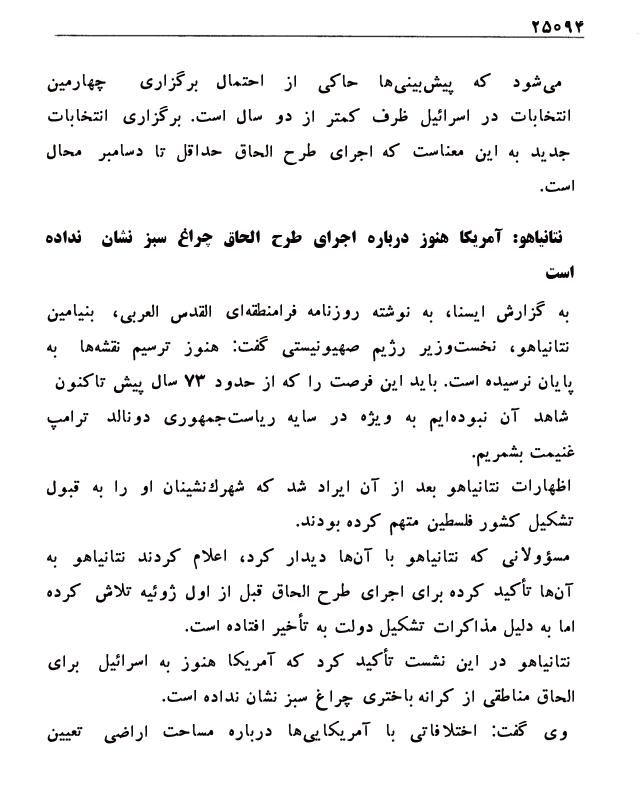 ۲۵۰۹۴
می‌شود که پیش‌بینی‌ها حاکی از احتمال برگزاری چهارمین
انتخابات در اسرائیل ظرف کمتر از دو سال است. برگزاری انتخابات
جدید به این معناست که اجرای طرح الحاق حداقل تا دسامبر محال
است.
نتانیاهو: آمریکا هنوز درباره اجرای طرح الحاق چراغ سبز نشان نداده
است
به گزارش ایسنا، به نوشته روزنامه فرامنطقه‌ای القدس العربی، بنیامین
نتانیاهو، نخست‌وزیر رژیم صهیونیستی گفت: هنوز ترسیم نقشه‌ها به
پایان نرسیده است. باید این فرصت را که از حدود ۷۳ سال پیش تاکنون
شاهد آن نبوده‌ایم به ویژه در سایه ریاست‌جمهوری دونالد ترامپ
غنیمت بشمریم.
اظهارات نتانیاهو بعد از آن ایراد شد که شهرك‌نشینان او را به قبول
تشکیل کشور فلسطین متهم کرده بودند.
مسؤولانی که نتانیاهو با آن‌ها دیدار کرد، اعلام کردند نتانیاهو به
آن‌ها تأکید کرده برای اجرای طرح الحاق قبل از اول ژوئیه تلاش کرده
اما به دلیل مذاکرات تشکیل دولت به تأخیر افتاده است.
نتانیاهو در این نشست تأکید کرد که آمریکا هنوز به اسرائیل برای
الحاق مناطقی از کرانه باختری چراغ سبز نشان نداده است.
وی گفت: اختلافاتی با آمریکایی‌ها درباره مساحت اراضی تعیین